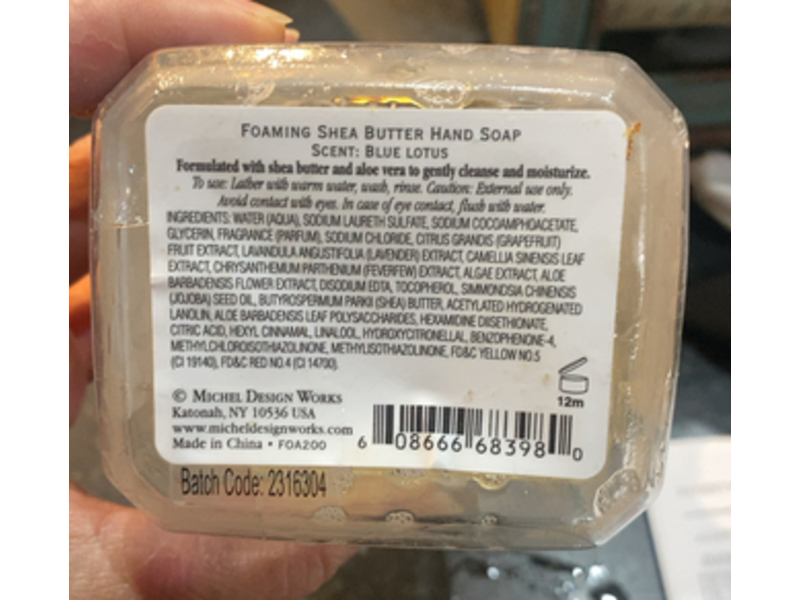 FOAMING SHEA BUTTER HAND SOAP
SCENT: BLUE LOTUS
Formulated with shea butter and aloe vera to gently cleanse and moisturize.
To use: Lather with warm water, wash, rinse. Caution: External use only.
Avoid contact with eyes. In case of eye contact, flush with water.
INGREDIENTS: WATER (AQUA), SODIUM LAURETH SULFATE, SODIUM COCOAMPHOACETATE,
GLYCERIN, FRAGRANCE (PARFUM), SODIUM CHLORIDE, CITRUS GRANDIS (GRAPEFRUIT)
FRUIT EXTRACT, LAVANDULA ANGUSTIFOLIA (LAVENDER) EXTRACT, CAMELLIA SINENSIS LEAF
EXTRACT, CHRYSANTHEMUM PARTHENIUM (FEVERFEW) EXTRACT, ALGAE EXTRACT, ALOE
BARBADENSIS FLOWER EXTRACT, DISODIUM EDTA, TOCOPHEROL, SIMMONDSIA CHINENSIS
(JOJOBA) SEED OIL, BUTYROSPERMUM PARKII (SHEA) BUTTER, ACETYLATED HYDROGENATED
LANOLIN, ALOE BARBADENSIS LEAF POLYSACCHARIDES, HEXAMIDINE DIISETHIONATE,
CITRIC ACID, HEXYL CINNAMAL, LINALOOL, HYDROXYCITRONELLAL, BENZOPHENONE-4,
METHYLCHLOROISOTHIAZOLINONE, METHYLISOTHIAZOLINONE, FD&C YELLOW NO.5
(CI 19140), FD&C RED NO.4 (CI 14700).
12m
© MICHEL DESIGN WORKS
Katonah, NY 10536 USA
www.micheldesignworks.com
Made in China • FOA200
6 08666 68398 0
Batch Code: 2316304